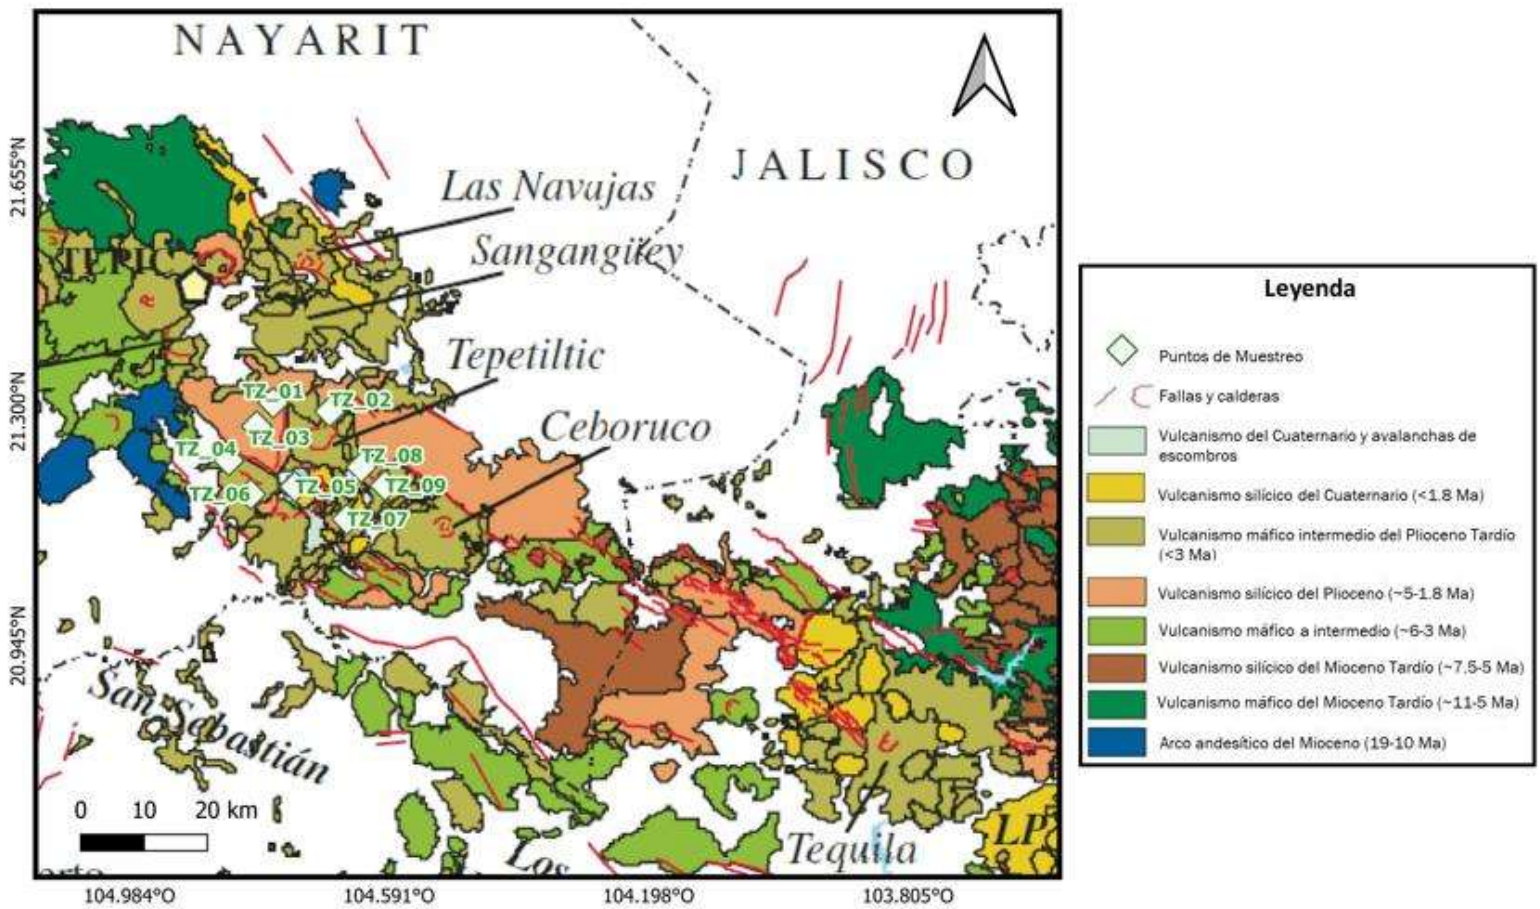 NAYARIT
JALISCO
Las Navajas
Sangangüey
TEPIC
Tepetiltic
Ceboruco
TZ_01
TZ_02
TZ_03
TZ_04
TZ_08
TZ_05
TZ_09
TZ_06
TZ_07
San Sebastián
0 10 20 km
Los
Tequila
LP
21.655°N
21.300°N
20.945°N
104.984°O
104.591°O
104.198°O
103.805°O
Leyenda
Puntos de Muestreo
Fallas y calderas
Vulcanismo del Cuaternario y avalanchas de
escombros
Vulcanismo silícico del Cuaternario (<1.8 Ma)
Vulcanismo máfico intermedio del Plioceno Tardío
(<3 Ma)
Vulcanismo silícico del Plioceno (~5-1.8 Ma)
Vulcanismo máfico a intermedio (~6-3 Ma)
Vulcanismo silícico del Mioceno Tardío (~7.5-5 Ma)
Vulcanismo máfico del Mioceno Tardío (~11-5 Ma)
Arco andesítico del Mioceno (19-10 Ma)